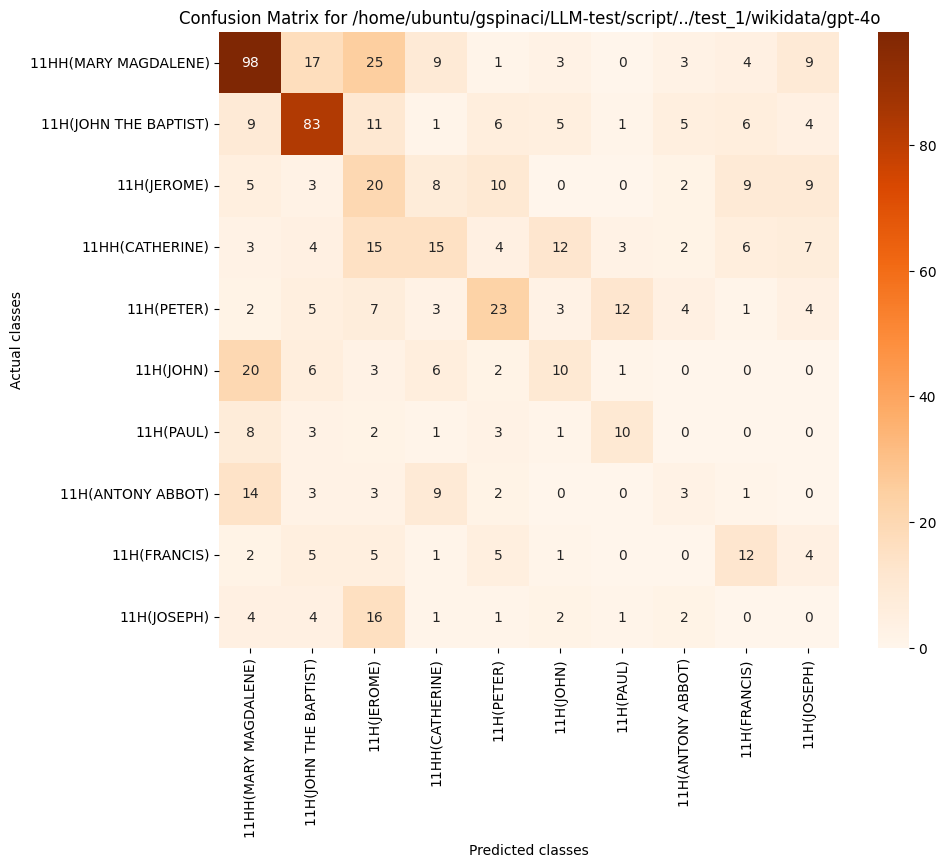 Confusion Matrix for /home/ubuntu/gspinaci/LLM-test/script/../test_1/wikidata/gpt-4o
11HH(MARY MAGDALENE) 98 17 25 9 1 3 0 3 4 9
11H(JOHN THE BAPTIST) 9 83 11 1 6 5 1 5 6 4
11H(JEROME) 5 3 20 8 10 0 0 2 9 9
11HH(CATHERINE) 3 4 15 15 4 12 3 2 6 7
11H(PETER) 2 5 7 3 23 3 12 4 1 4
11H(JOHN) 20 6 3 6 2 10 1 0 0 0
11H(PAUL) 8 3 2 1 3 1 10 0 0 0
11H(ANTONY ABBOT) 14 3 3 9 2 0 0 3 1 0
11H(FRANCIS) 2 5 5 1 5 1 0 0 12 4
11H(JOSEPH) 4 4 16 1 1 2 1 2 0 0
Actual classes
11HH(MARY MAGDALENE)
11H(JOHN THE BAPTIST)
11H(JEROME)
11HH(CATHERINE)
11H(PETER)
11H(JOHN)
11H(PAUL)
11H(ANTONY ABBOT)
11H(FRANCIS)
11H(JOSEPH)
Predicted classes
80
60
40
20
0